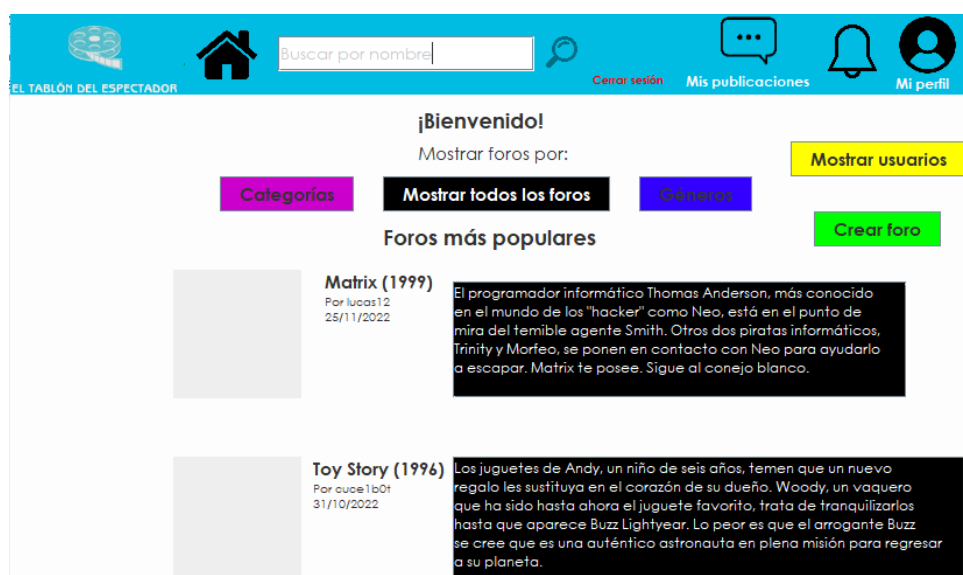 EL TABLÓN DEL ESPECTADOR
Buscar por nombre
Cerrar sesión
Mis publicaciones
Mi perfil
¡Bienvenido!
Mostrar foros por:
Mostrar usuarios
Categorías
Mostrar todos los foros
Géneros
Crear foro
Foros más populares
Matrix (1999)
Por lucas12
25/11/2022
El programador informático Thomas Anderson, más conocido
en el mundo de los "hacker" como Neo, está en el punto de
mira del temible agente Smith. Otros dos piratas informáticos,
Trinity y Morfeo, se ponen en contacto con Neo para ayudarlo
a escapar. Matrix te posee. Sigue al conejo blanco.
Toy Story (1996)
Por cuce1b0t
31/10/2022
Los juguetes de Andy, un niño de seis años, temen que un nuevo
regalo les sustituya en el corazón de su dueño. Woody, un vaquero
que ha sido hasta ahora el juguete favorito, trata de tranquilizarlos
hasta que aparece Buzz Lightyear. Lo peor es que el arrogante Buzz
se cree que es una auténtico astronauta en plena misión para regresar
a su planeta.